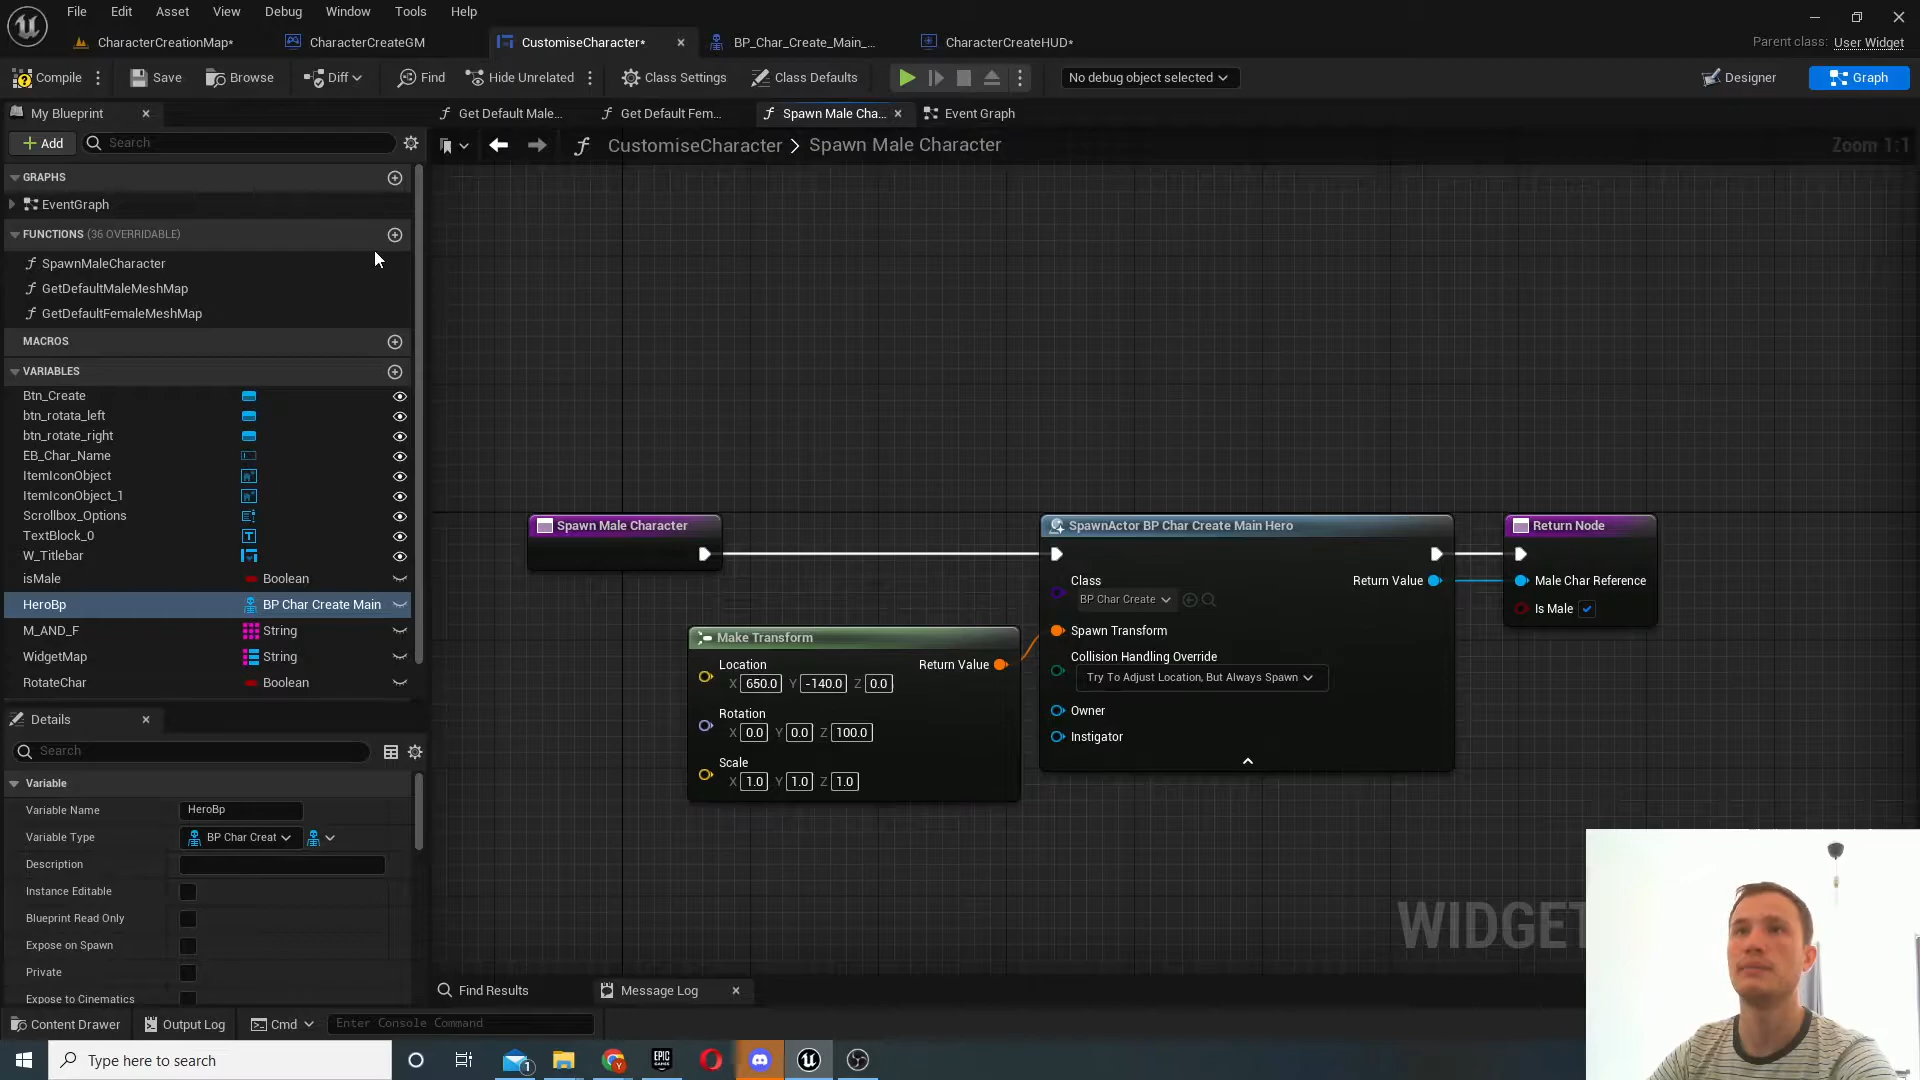 File Edit Asset View Debug Window Tools Help
CharacterCreationMap*
CharacterCreateGM
CustomiseCharacter*
BP_Char_Create_Main_...
CharacterCreateHUD*
Parent class: User Widget
Compile
Save
Browse
Diff
Find
Hide Unrelated
Class Settings
Class Defaults
No debug object selected
Designer
Graph
My Blueprint
Get Default Male...
Get Default Fem...
Spawn Male Cha...
Event Graph
Add
Search
CustomiseCharacter > Spawn Male Character
Zoom 1:1
GRAPHS
EventGraph
FUNCTIONS (36 OVERRIDABLE)
SpawnMaleCharacter
GetDefaultMaleMeshMap
GetDefaultFemaleMeshMap
MACROS
VARIABLES
Btn_Create
btn_rotata_left
btn_rotate_right
EB_Char_Name
ItemIconObject
ItemIconObject_1
Scrollbox_Options
TextBlock_0
W_Titlebar
isMale Boolean
HeroBp BP Char Create Main
M_AND_F String
WidgetMap String
RotateChar Boolean
Details
Search
Variable
Variable Name HeroBp
Variable Type BP Char Creat
Description
Instance Editable
Blueprint Read Only
Expose on Spawn
Private
Expose to Cinematics
Spawn Male Character
Make Transform
Location Return Value
X 650.0 Y -140.0 Z 0.0
Rotation
X 0.0 Y 0.0 Z 100.0
Scale
X 1.0 Y 1.0 Z 1.0
SpawnActor BP Char Create Main Hero
Class Return Value
BP Char Create
Spawn Transform
Collision Handling Override
Try To Adjust Location, But Always Spawn
Owner
Instigator
Return Node
Male Char Reference
Is Male
WIDGET
Find Results
Message Log
Content Drawer
Output Log
Cmd
Enter Console Command
Type here to search
1
EPIC
GAMES